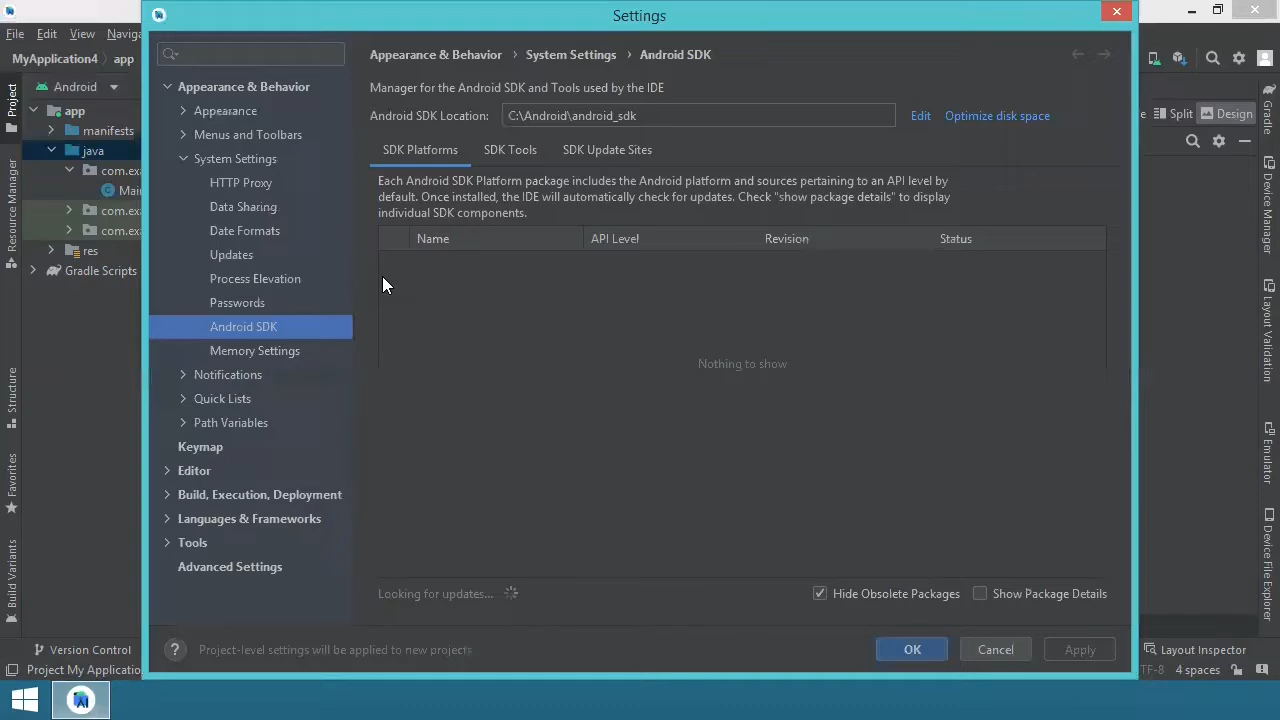 Settings
File Edit View Naviga
MyApplication4 app
Android
Project
app
manifests
java
com.exa
Mai
com.exa
com.exa
res
Gradle Scripts
Resource Manager
Structure
Favorites
Build Variants
Version Control
Project My Applicatio
Appearance & Behavior
Appearance
Menus and Toolbars
System Settings
HTTP Proxy
Data Sharing
Date Formats
Updates
Process Elevation
Passwords
Android SDK
Memory Settings
Notifications
Quick Lists
Path Variables
Keymap
Editor
Build, Execution, Deployment
Languages & Frameworks
Tools
Advanced Settings
Appearance & Behavior › System Settings › Android SDK
Manager for the Android SDK and Tools used by the IDE
Android SDK Location: C:\Android\android_sdk Edit Optimize disk space
SDK Platforms SDK Tools SDK Update Sites
Each Android SDK Platform package includes the Android platform and sources pertaining to an API level by
default. Once installed, the IDE will automatically check for updates. Check "show package details" to display
individual SDK components.
Name API Level Revision Status
Nothing to show
Looking for updates... Hide Obsolete Packages Show Package Details
? Project-level settings will be applied to new projects OK Cancel Apply
e Split Design
Gradle
Device Manager
Layout Validation
Emulator
Device File Explorer
Layout Inspector
TF-8 4 spaces